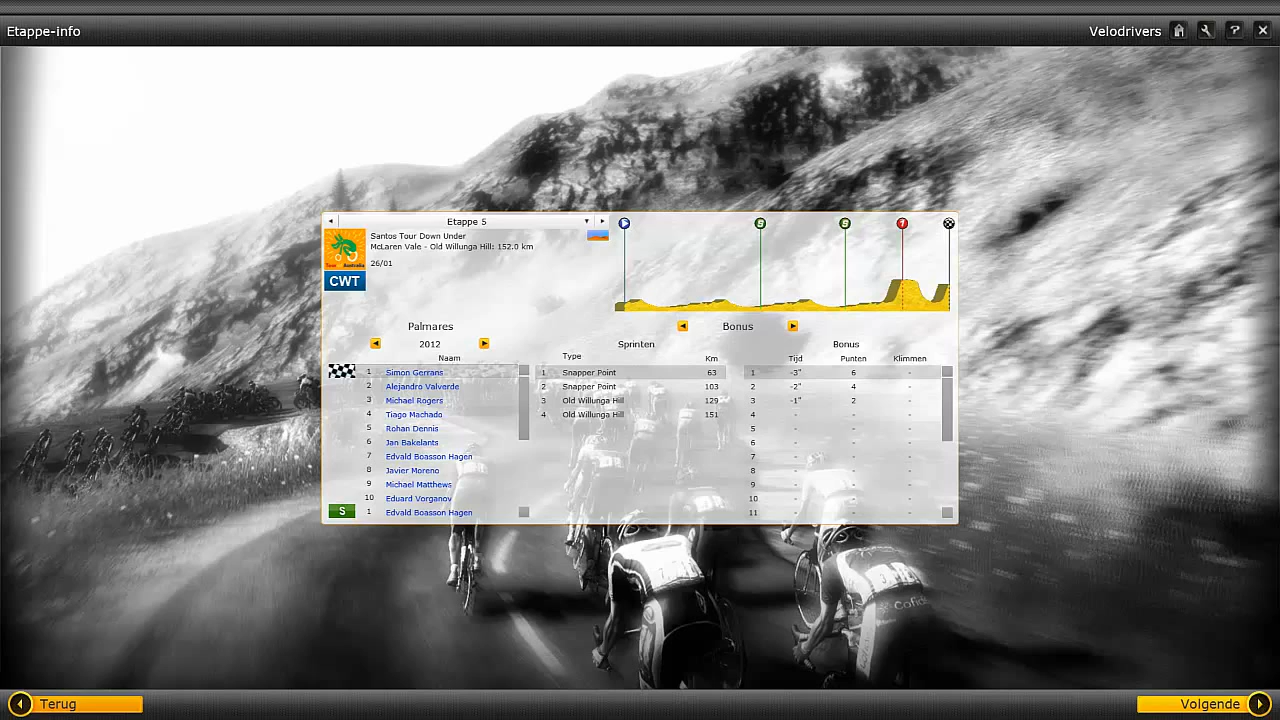 Etappe-info
Velodrivers
Etappe 5
Santos Tour Down Under
McLaren Vale - Old Willunga Hill: 152.0 km
26/01
CWT
S S 1
Palmares
2012
Naam
1 Simon Gerrans
2 Alejandro Valverde
3 Michael Rogers
4 Tiago Machado
5 Rohan Dennis
6 Jan Bakelants
7 Edvald Boasson Hagen
8 Javier Moreno
9 Michael Matthews
10 Eduard Vorganov
S 1 Edvald Boasson Hagen
Bonus
Sprinten
Type Km
1 Snapper Point 63
2 Snapper Point 103
3 Old Willunga Hill 129
4 Old Willunga Hill 151
Bonus
Tijd Punten Klimmen
1 -3" 6 -
2 -2" 4 -
3 -1" 2 -
4 - - -
5 - - -
6 - - -
7 - - -
8 - - -
9 - - -
10 - - -
11 - - -
Cofidis
Terug
Volgende